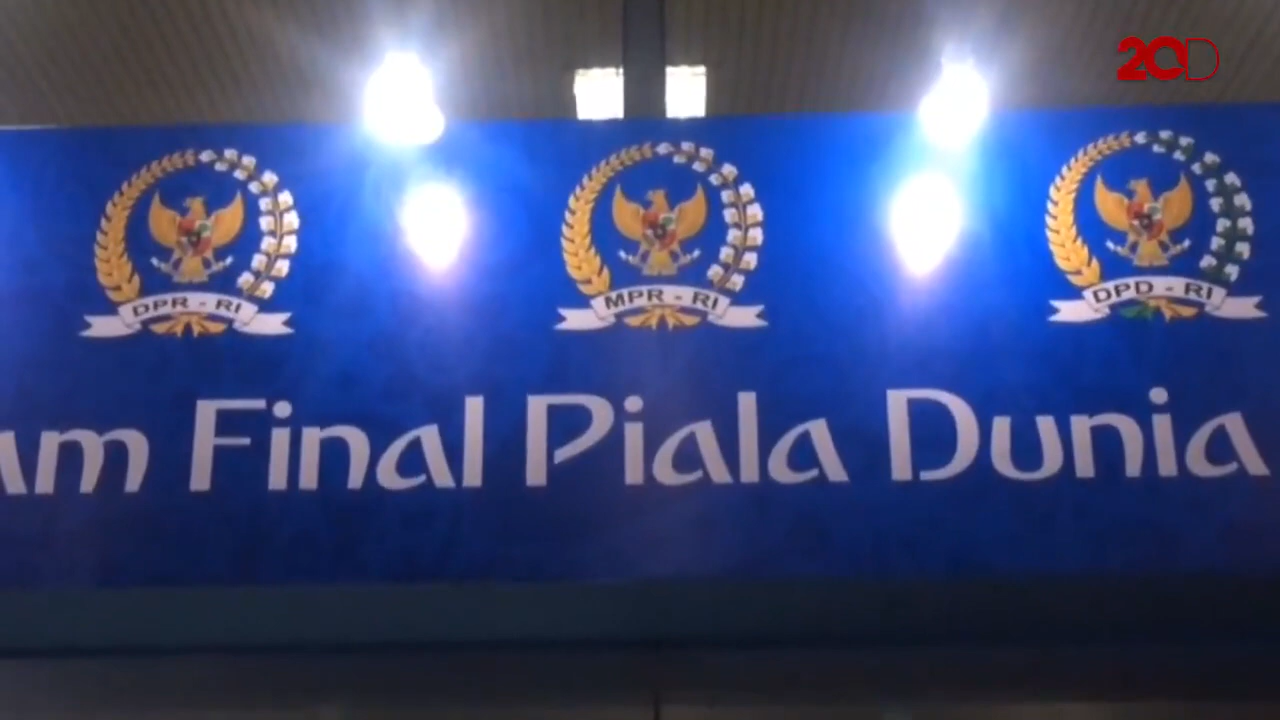 20D
DPR - RI
MPR - RI
DPD - RI
am Final Piala Dunia